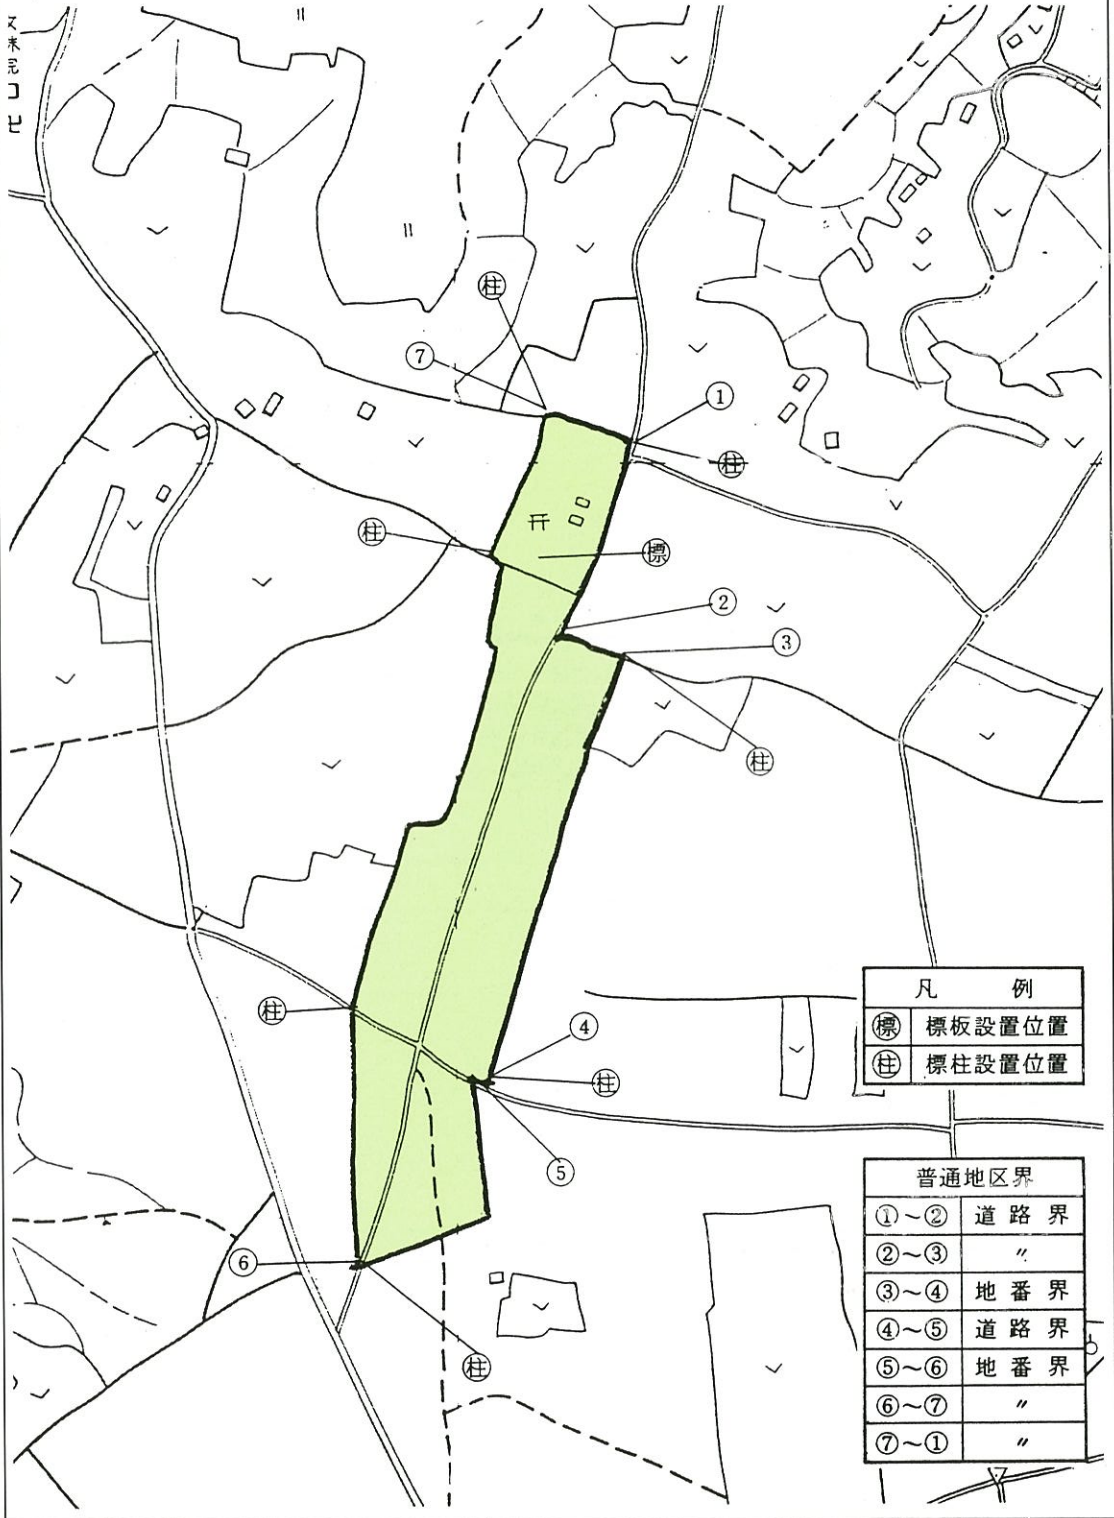 ㊕柱
⑦
①
柱
柱
標
②
③
柱
柱
④
柱
⑤
⑥
柱
凡 例
標 標板設置位置
柱 標柱設置位置
普通地区界
①～② 道路界
②～③ 〃
③～④ 地番界
④～⑤ 道路界
⑤～⑥ 地番界
⑥～⑦ 〃
⑦～① 〃